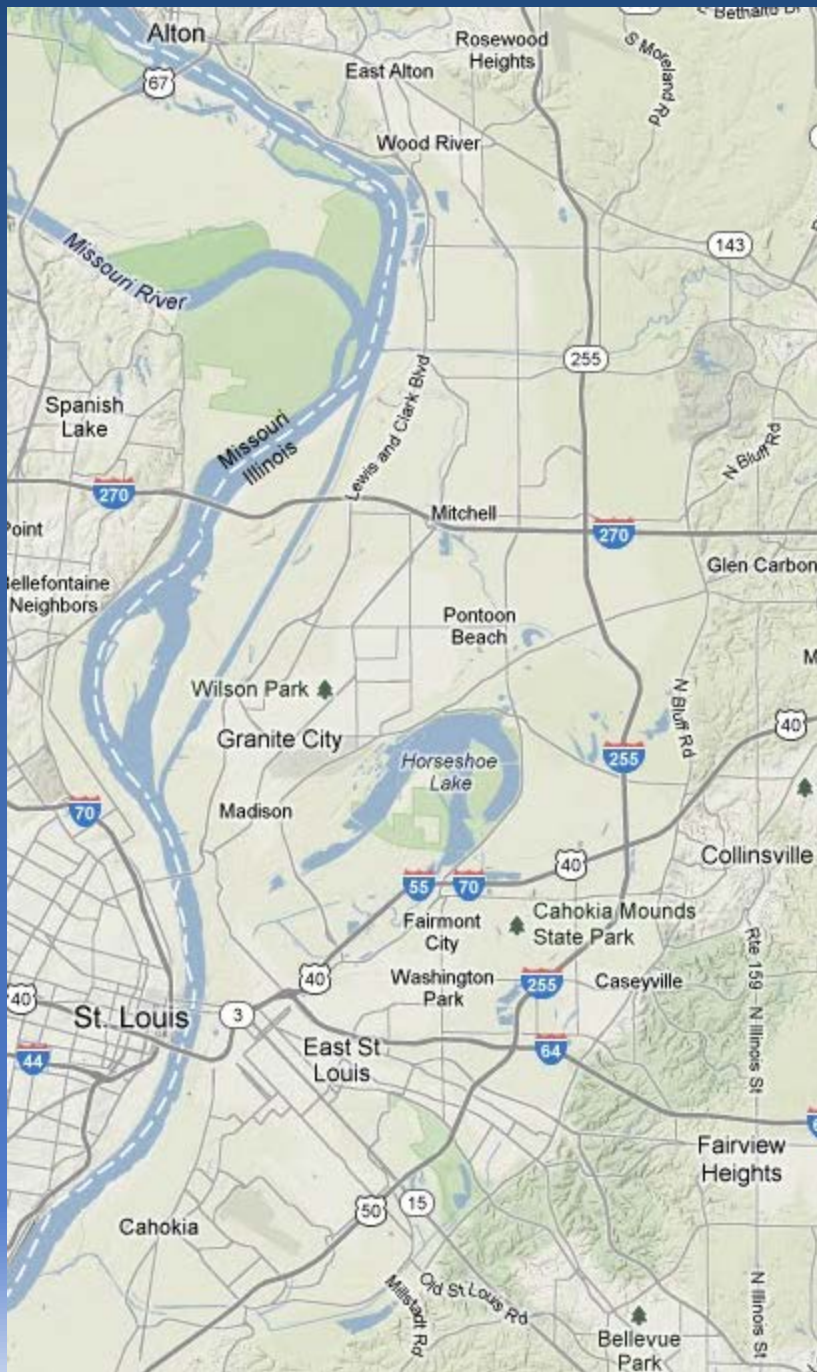 Bethalto Dr
Alton
Rosewood
Heights
S Moreland Rd
East Alton
67
Wood River
Missouri River
143
255
Lewis and Clark Blvd
Spanish
Lake
Missouri
Illinois
N Bluff Rd
270
Mitchell
Point
270
Glen Carbon
Bellefontaine
Neighbors
Pontoon
Beach
M
Wilson Park
N Bluff Rd
Granite City
40
Horseshoe
Lake
255
70
Madison
40
Collinsville
55
70
Fairmont
City
Cahokia Mounds
State Park
Rte 159 - N Illinois St
40
Washington
Park
255
Caseyville
40
3
St. Louis
East St
Louis
64
44
Fairview
Heights
50
15
Cahokia
Old St Louis Rd
Millstadt Rd
N Illinois St
Bellevue
Park